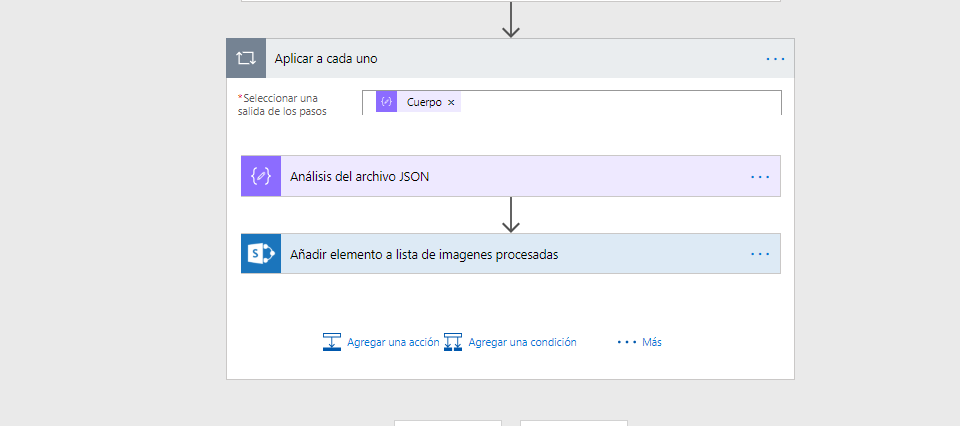 Aplicar a cada uno
*Seleccionar una
salida de los pasos
Cuerpo ×
Análisis del archivo JSON
Añadir elemento a lista de imagenes procesadas
Agregar una acción
Agregar una condición
Más